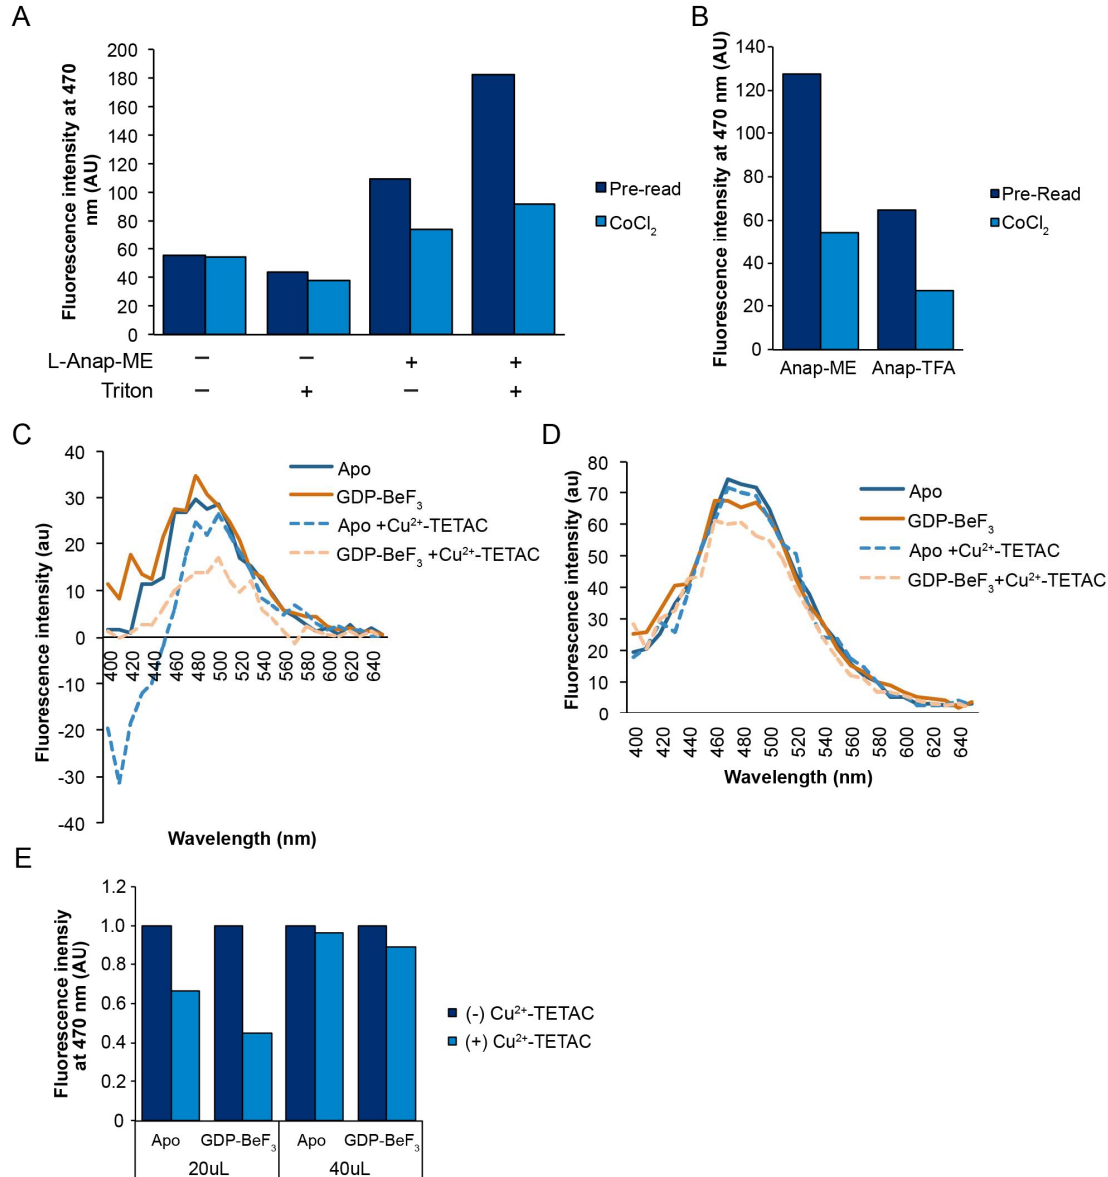 A
Fluorescence intensity at 470
nm (AU)
200
180
160
140
120
100
80
60
40
20
0
Pre-read
CoCl2
L-Anap-ME – – + +
Triton – + – +
B
Fluorescence intensity at 470 nm (AU)
140
120
100
80
60
40
20
0
Pre-Read
CoCl2
Anap-ME Anap-TFA
C
Fluorescence intensity (au)
40
30
20
10
0
-10
-20
-30
-40
Apo
GDP-BeF3
Apo +Cu2+-TETAC
GDP-BeF3 +Cu2+-TETAC
400 420 440 460 480 500 520 540 560 580 600 620 640
Wavelength (nm)
D
Fluorescence intensity (au)
80
70
60
50
40
30
20
10
0
Apo
GDP-BeF3
Apo +Cu2+-TETAC
GDP-BeF3+Cu2+-TETAC
400 420 440 460 480 500 520 540 560 580 600 620 640
Wavelength (nm)
E
Fluorescence inensiy
at 470 nm (AU)
1.2
1.0
0.8
0.6
0.4
0.2
0
(-) Cu2+-TETAC
(+) Cu2+-TETAC
Apo GDP-BeF3 Apo GDP-BeF3
20uL 40uL